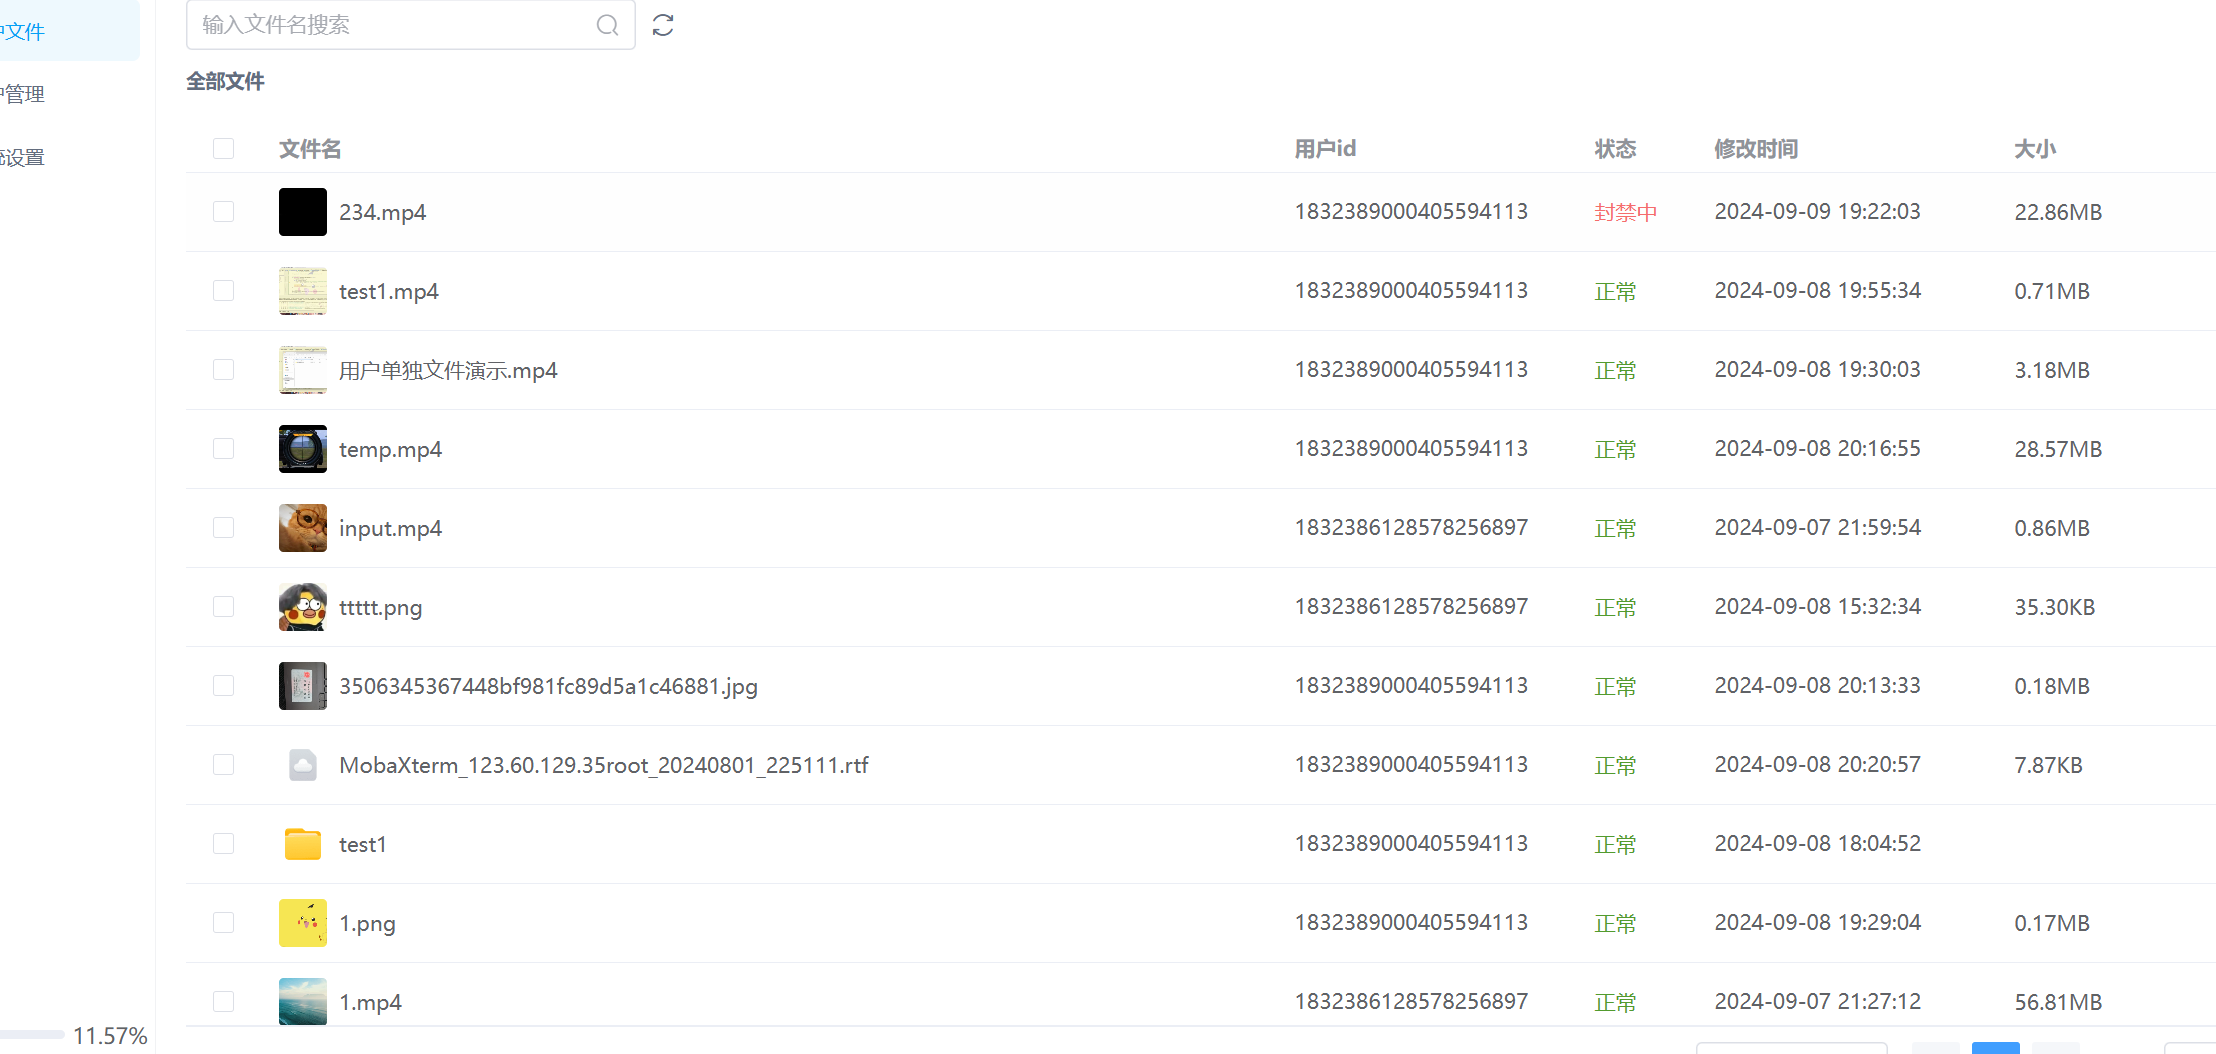 输入文件名搜索
户文件
户管理
统设置
全部文件
文件名 用户id 状态 修改时间 大小
234.mp4 1832389000405594113 封禁中 2024-09-09 19:22:03 22.86MB
test1.mp4 1832389000405594113 正常 2024-09-08 19:55:34 0.71MB
用户单独文件演示.mp4 1832389000405594113 正常 2024-09-08 19:30:03 3.18MB
temp.mp4 1832389000405594113 正常 2024-09-08 20:16:55 28.57MB
input.mp4 1832386128578256897 正常 2024-09-07 21:59:54 0.86MB
ttttt.png 1832386128578256897 正常 2024-09-08 15:32:34 35.30KB
3506345367448bf981fc89d5a1c46881.jpg 1832389000405594113 正常 2024-09-08 20:13:33 0.18MB
MobaXterm_123.60.129.35root_20240801_225111.rtf 1832389000405594113 正常 2024-09-08 20:20:57 7.87KB
test1 1832389000405594113 正常 2024-09-08 18:04:52
1.png 1832389000405594113 正常 2024-09-08 19:29:04 0.17MB
1.mp4 1832386128578256897 正常 2024-09-07 21:27:12 56.81MB
11.57%